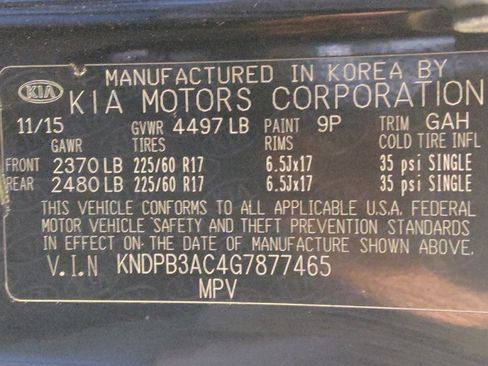 MANUFACTURED IN KOREA BY
KIA KIA MOTORS CORPORATION
11/15 GVWR 4497 LB PAINT 9P TRIM GAH
GAWR TIRES RIMS COLD TIRE INFL
FRONT 2370 LB 225/60 R17 6.5Jx17 35 psi SINGLE
REAR 2480 LB 225/60 R17 6.5Jx17 35 psi SINGLE
THIS VEHICLE CONFORMS TO ALL APPLICABLE U.S.A. FEDERAL
MOTOR VEHICLE SAFETY AND THEFT PREVENTION STANDARDS
IN EFFECT ON THE DATE OF MANUFACTURE SHOWN ABOVE.
V.I.N KNDPB3AC4G7877465
MPV